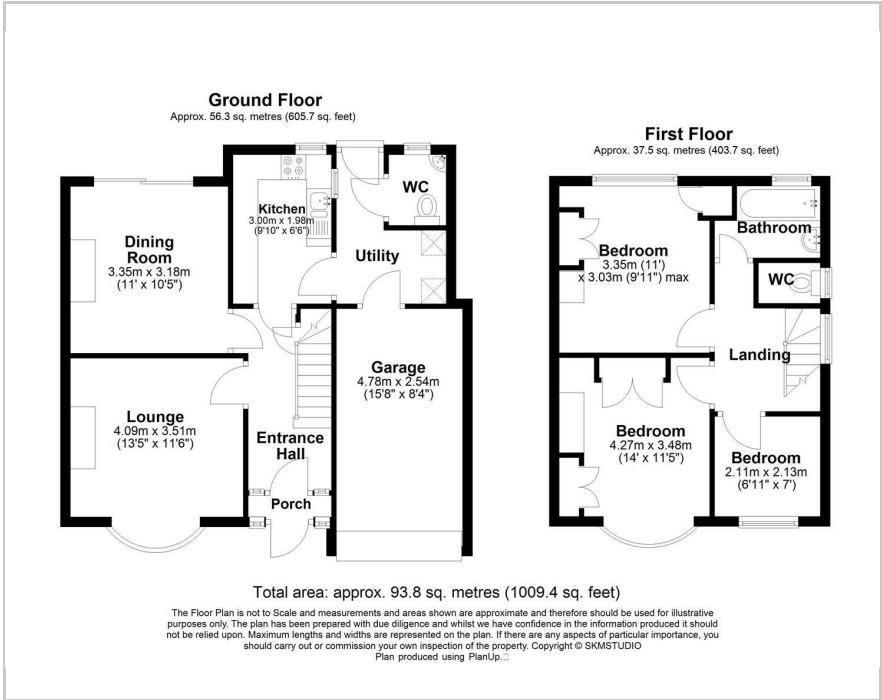 Ground Floor
Approx. 56.3 sq. metres (605.7 sq. feet)
Kitchen
3.00m x 1.98m
(9'10" x 6'6")
WC
Utility
Dining
Room
3.35m x 3.18m
(11' x 10'5")
Garage
4.78m x 2.54m
(15'8" x 8'4")
Lounge
4.09m x 3.51m
(13'5" x 11'6")
Entrance
Hall
Porch
First Floor
Approx. 37.5 sq. metres (403.7 sq. feet)
Bathroom
Bedroom
3.35m (11')
x 3.03m (9'11") max
WC
Landing
Bedroom
4.27m x 3.48m
(14' x 11'5")
Bedroom
2.11m x 2.13m
(6'11" x 7')
Total area: approx. 93.8 sq. metres (1009.4 sq. feet)
The Floor Plan is not to Scale and measurements and areas shown are approximate and therefore should be used for illustrative
purposes only. The plan has been prepared with due diligence and whilst we have confidence in the information produced it should
not be relied upon. Maximum lengths and widths are represented on the plan. If there are any aspects of particular importance, you
should carry out or commission your own inspection of the property. Copyright © SKMSTUDIO
Plan produced using PlanUp.□